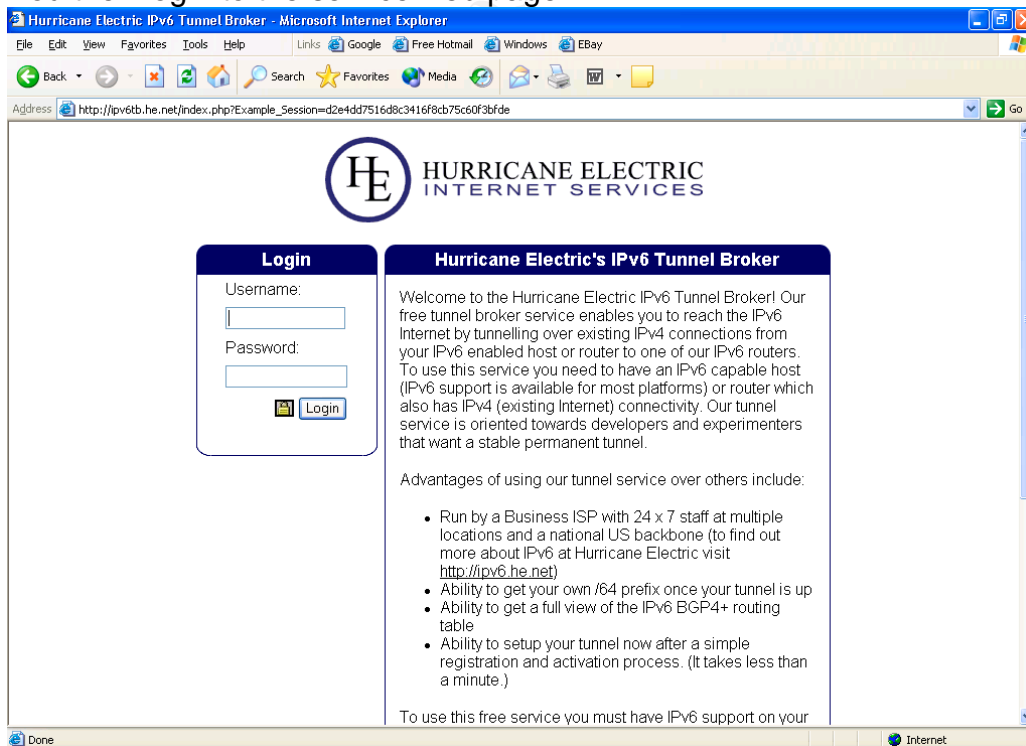 Hurricane Electric IPv6 Tunnel Broker - Microsoft Internet Explorer
File Edit View Favorites Tools Help Links Google Free Hotmail Windows EBay
Back Search Favorites Media
Address http://ipv6tb.he.net/index.php?Example_Session=d2e4dd7516d8c3416f8cb75c60f3bfde Go
HE HURRICANE ELECTRIC
INTERNET SERVICES
Login
Username:
Password:
Login
Hurricane Electric's IPv6 Tunnel Broker
Welcome to the Hurricane Electric IPv6 Tunnel Broker! Our
free tunnel broker service enables you to reach the IPv6
Internet by tunnelling over existing IPv4 connections from
your IPv6 enabled host or router to one of our IPv6 routers.
To use this service you need to have an IPv6 capable host
(IPv6 support is available for most platforms) or router which
also has IPv4 (existing Internet) connectivity. Our tunnel
service is oriented towards developers and experimenters
that want a stable permanent tunnel.
Advantages of using our tunnel service over others include:
• Run by a Business ISP with 24 x 7 staff at multiple
locations and a national US backbone (to find out
more about IPv6 at Hurricane Electric visit
http://ipv6.he.net)
• Ability to get your own /64 prefix once your tunnel is up
• Ability to get a full view of the IPv6 BGP4+ routing
table
• Ability to setup your tunnel now after a simple
registration and activation process. (It takes less than
a minute.)
To use this free service you must have IPv6 support on your
Done Internet